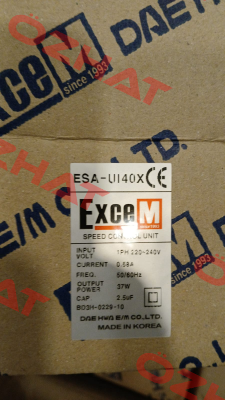 ExceM
since 1993
DAEHWA E/M CO., LTD.
OZHAT
ESA-UI40X CE
ExceM
SPEED CONTROL UNIT
INPUT VOLT 1PH 220-240V
CURRENT 0.58A
FREQ. 50/60Hz
OUTPUT POWER 37W
CAP 2.5uF
BD3H-0229-10
DAE HWA E/M CO.,LTD.
MADE IN KOREA